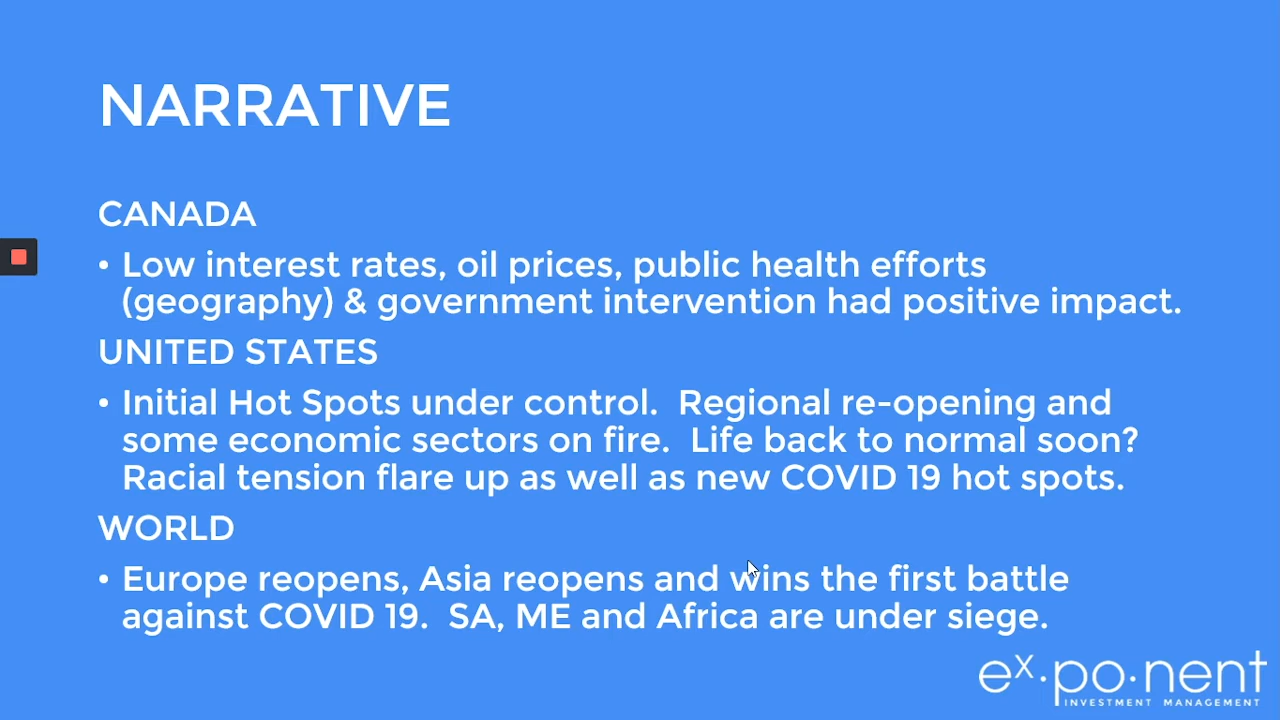 NARRATIVE
CANADA
• Low interest rates, oil prices, public health efforts
(geography) & government intervention had positive impact.
UNITED STATES
• Initial Hot Spots under control.  Regional re-opening and
some economic sectors on fire.  Life back to normal soon?
Racial tension flare up as well as new COVID 19 hot spots.
WORLD
• Europe reopens, Asia reopens and wins the first battle
against COVID 19.  SA, ME and Africa are under siege.
ex·po·nent
INVESTMENT MANAGEMENT